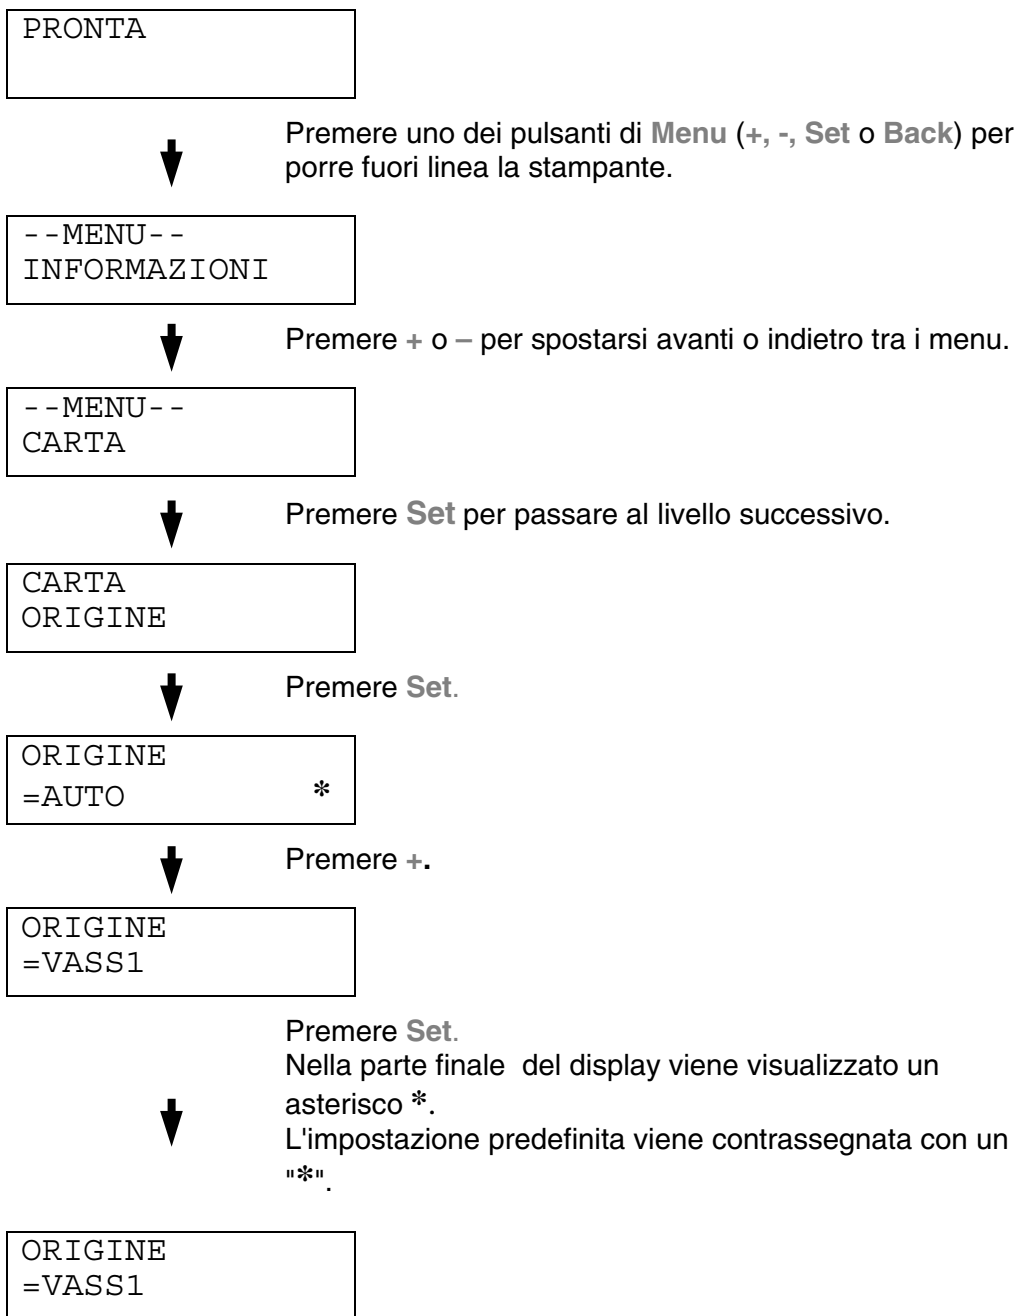 PRONTA
Premere uno dei pulsanti di Menu (+, -, Set o Back) per
porre fuori linea la stampante.
--MENU--
INFORMAZIONI
Premere + o – per spostarsi avanti o indietro tra i menu.
--MENU--
CARTA
Premere Set per passare al livello successivo.
CARTA
ORIGINE
Premere Set.
ORIGINE
=AUTO *
Premere +.
ORIGINE
=VASS1
Premere Set.
Nella parte finale del display viene visualizzato un
asterisco *.
L'impostazione predefinita viene contrassegnata con un
"*".
ORIGINE
=VASS1